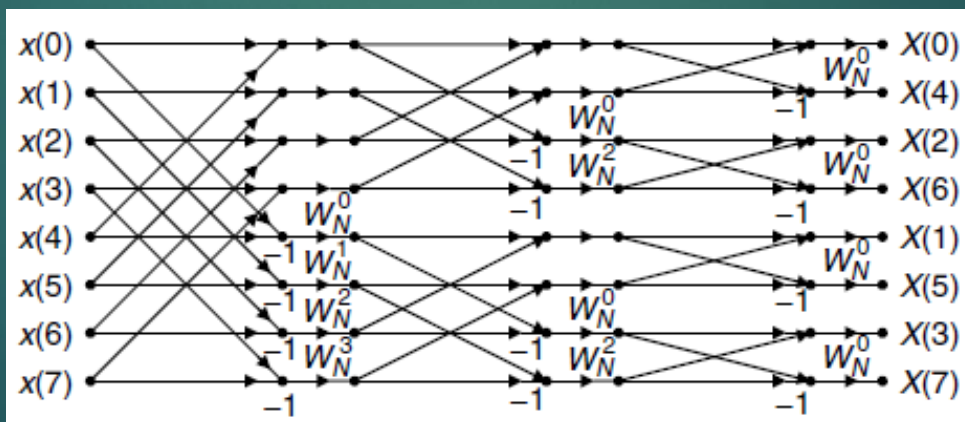 x(0) X(0)
W_N^0
x(1) -1 X(4)
W_N^0
x(2) -1 W_N^2 W_N^0 X(2)
x(3) -1 -1 X(6)
W_N^0
x(4) -1 W_N^1 W_N^0 X(1)
x(5) -1 W_N^2 W_N^0 -1 X(5)
x(6) -1 W_N^3 -1 W_N^2 W_N^0 X(3)
x(7) -1 -1 -1 X(7)